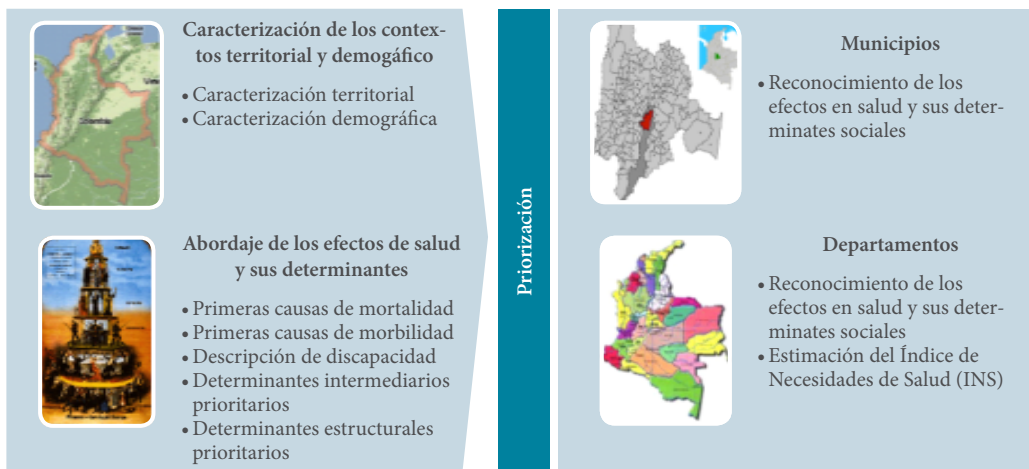 Caracterización de los contex-
tos territorial y demogáfico
• Caracterización territorial
• Caracterización demográfica
Abordaje de los efectos de salud
y sus determinantes
• Primeras causas de mortalidad
• Primeras causas de morbilidad
• Descripción de discapacidad
• Determinantes intermediarios
prioritarios
• Determinantes estructurales
prioritarios
Priorización
Municipios
• Reconocimiento de los
efectos en salud y sus deter-
minates sociales
Departamentos
• Reconocimiento de los
efectos en salud y sus deter-
minates sociales
• Estimación del Índice de
Necesidades de Salud (INS)